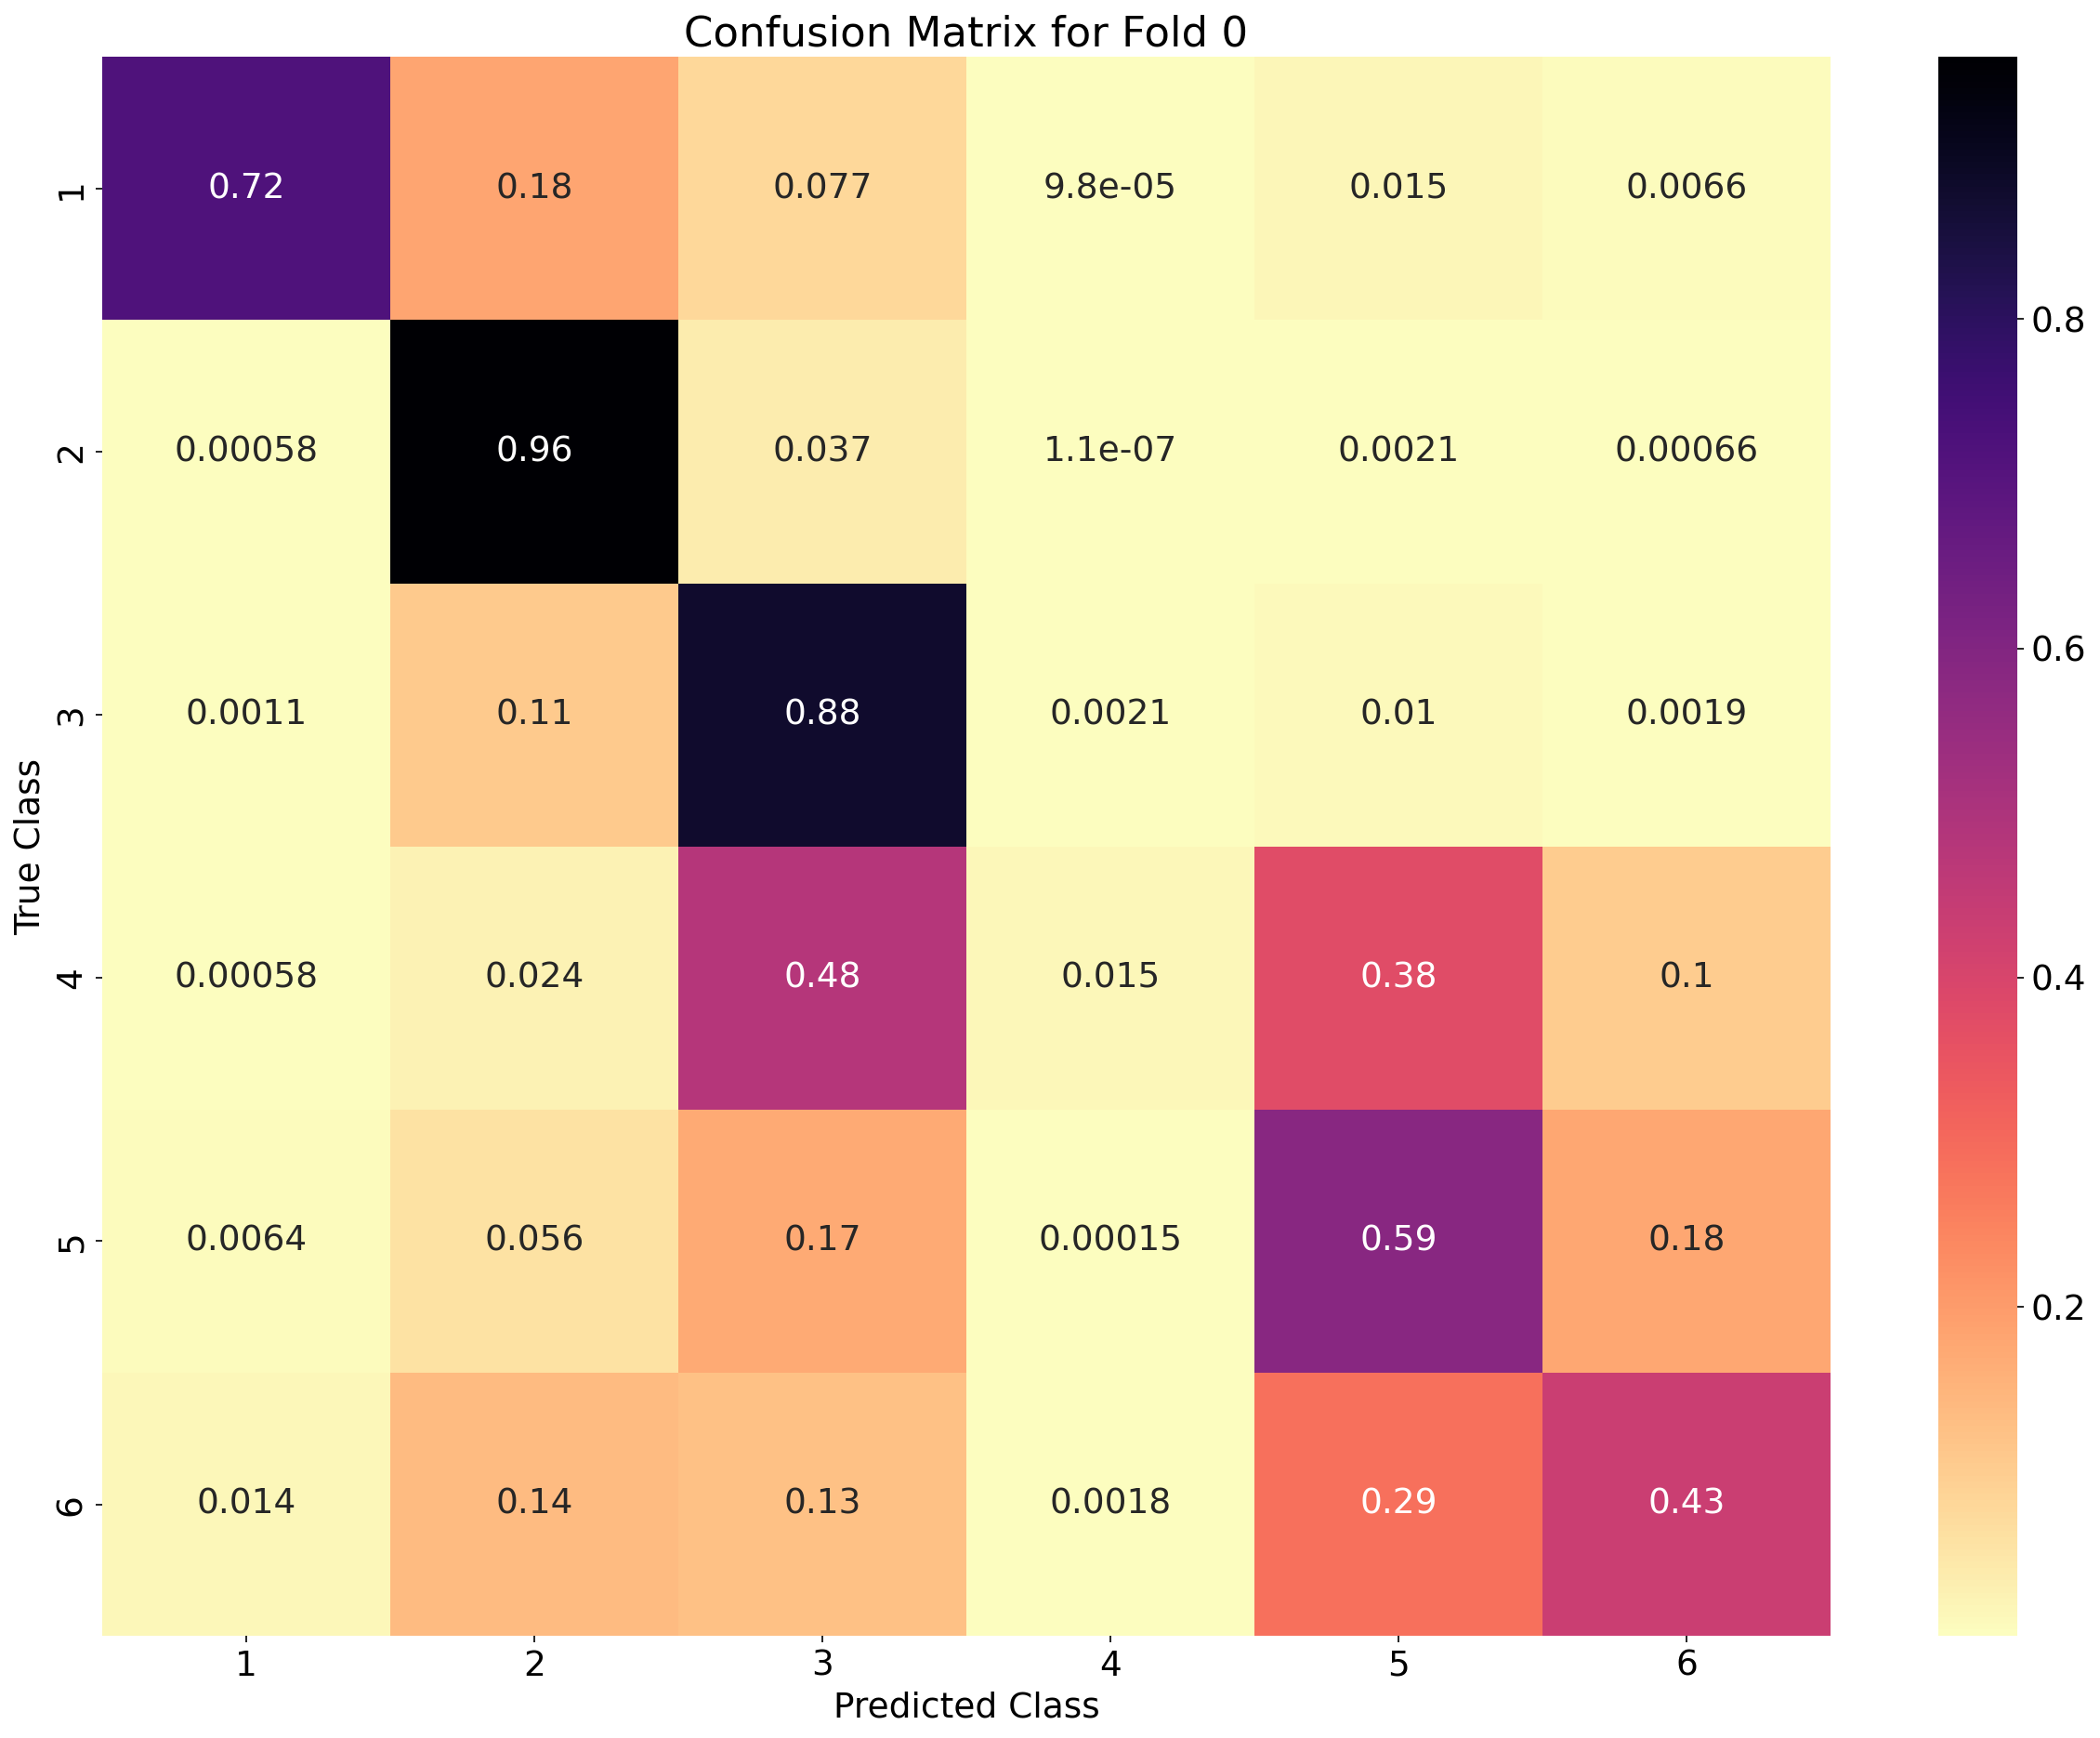 Confusion Matrix for Fold 0
1 0.72 0.18 0.077 9.8e-05 0.015 0.0066
2 0.00058 0.96 0.037 1.1e-07 0.0021 0.00066
3 0.0011 0.11 0.88 0.0021 0.01 0.0019
4 0.00058 0.024 0.48 0.015 0.38 0.1
5 0.0064 0.056 0.17 0.00015 0.59 0.18
6 0.014 0.14 0.13 0.0018 0.29 0.43
1 2 3 4 5 6
True Class
Predicted Class
0.8
0.6
0.4
0.2